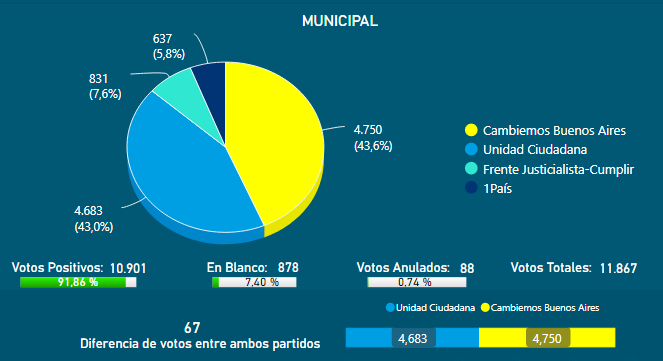 MUNICIPAL
637
(5,8%)
831
(7,6%)
4.750
(43,6%)
4.683
(43,0%)
Cambiemos Buenos Aires
Unidad Ciudadana
Frente Justicialista-Cumplir
1País
Votos Positivos: 10.901
91,86 %
En Blanco: 878
7,40 %
Votos Anulados: 88
0,74 %
Votos Totales: 11.867
67
Diferencia de votos entre ambos partidos
Unidad Ciudadana Cambiemos Buenos Aires
4,683 4,750